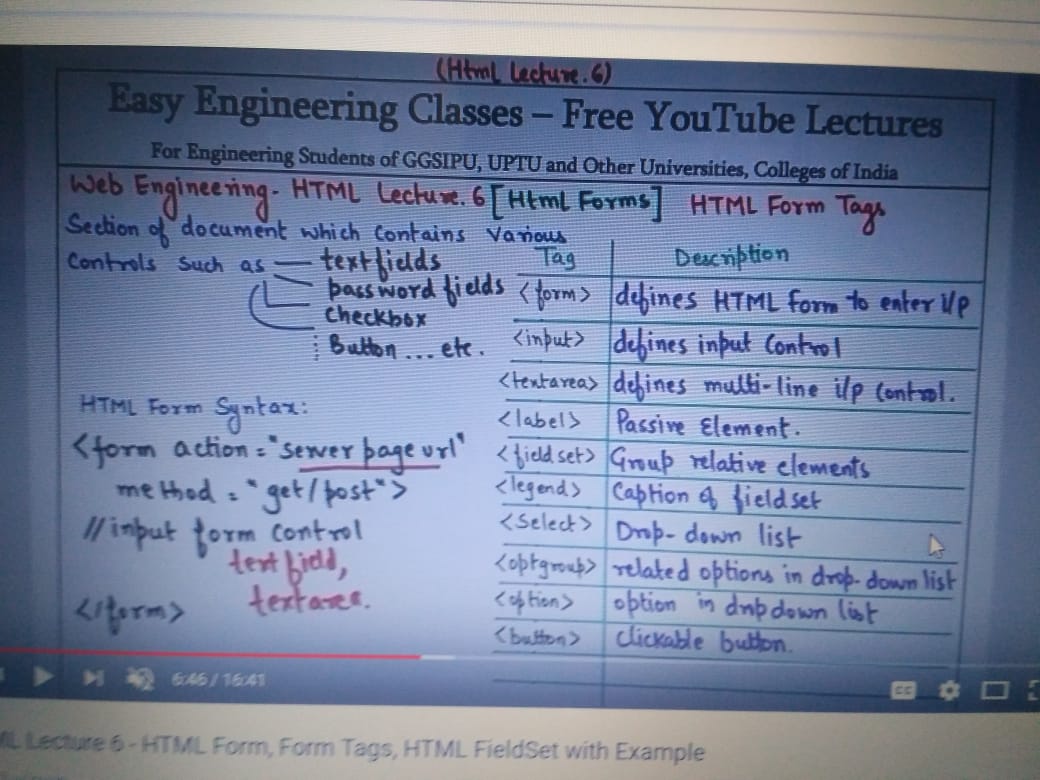 (Html Lecture.6)
Easy Engineering Classes – Free YouTube Lectures
For Engineering Students of GGSIPU, UPTU and Other Universities, Colleges of India
Web Engineering- HTML Lecture.6 [Html Forms] HTML Form Tags
Section of document which contains various
Controls such as — textfields
password fields
checkbox
Button ... etc.
HTML Form Syntax:
<form action="server page url"
method = "get/post">
//input form control
text field,
textarea.
</form>
Tag Description
<form> defines HTML form to enter i/p
<input> defines input control
<textarea> defines multi-line i/p control.
<label> Passive Element.
<fieldset> Group relative elements
<legend> Caption of fieldset
<select> Drop-down list
<optgroup> related options in drop-down list
<option> option in dropdown list
<button> clickable button.
6:46 / 16:41
CC
ML Lecture 6 - HTML Form, Form Tags, HTML FieldSet with Example